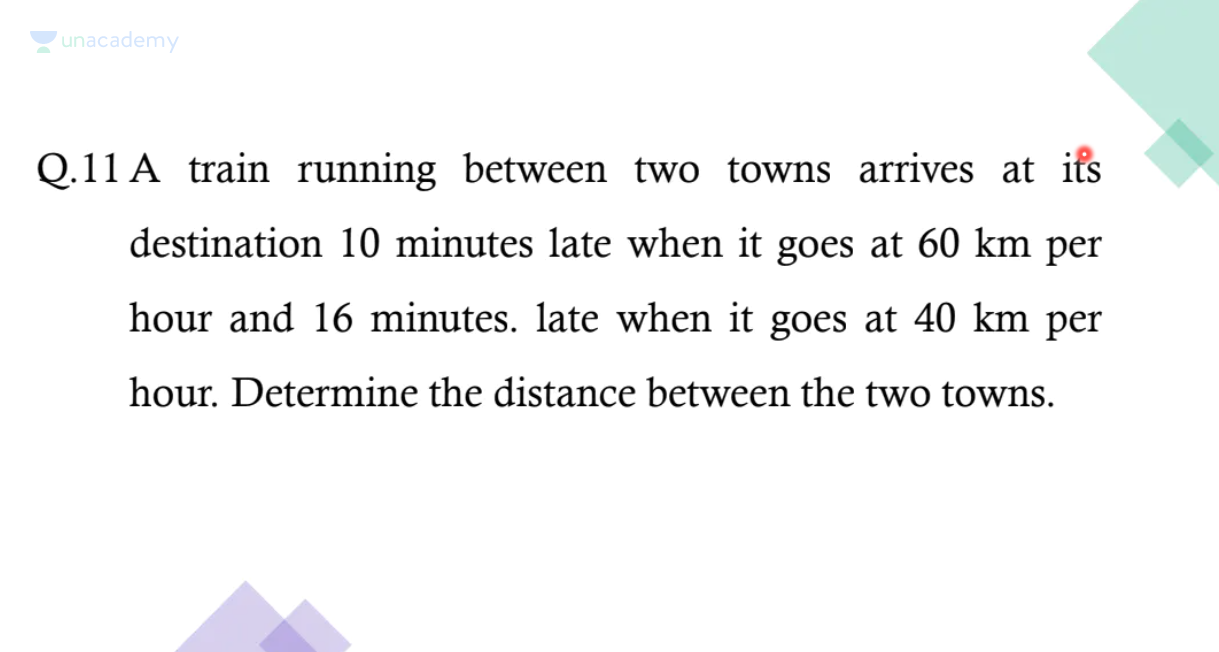 unacademy
Q.11 A train running between two towns arrives at its
destination 10 minutes late when it goes at 60 km per
hour and 16 minutes. late when it goes at 40 km per
hour. Determine the distance between the two towns.